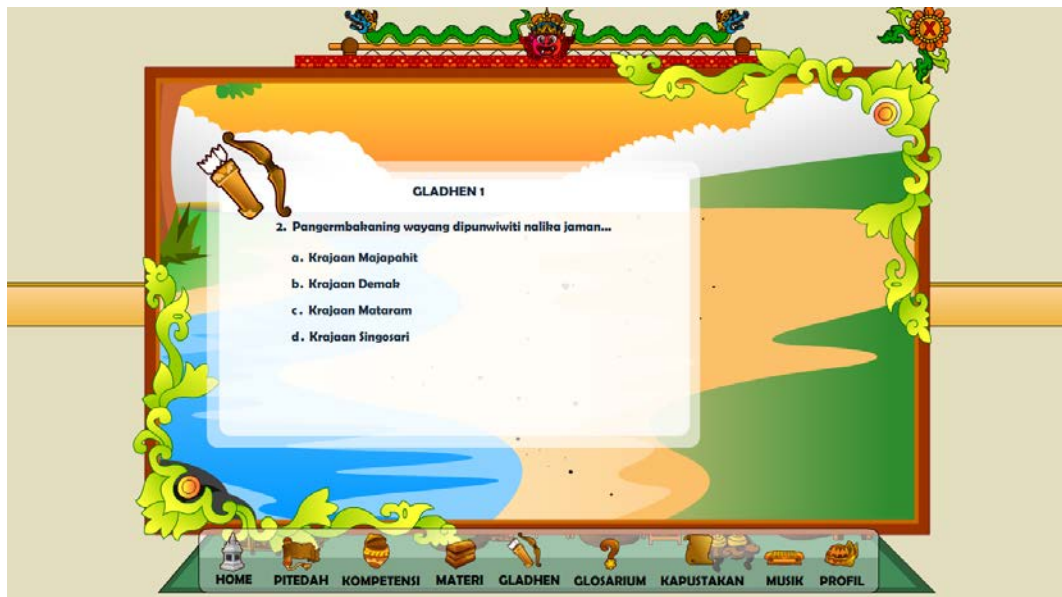 X
GLADHEN 1
2. Pangermbakaning wayang dipunwiwiti nalika jaman...
a. Krajaan Majapahit
b. Krajaan Demak
c. Krajaan Mataram
d. Krajaan Singosari
HOME PITEDAH KOMPETENSI MATERI GLADHEN GLOSARIUM KAPUSTAKAN MUSIK PROFIL